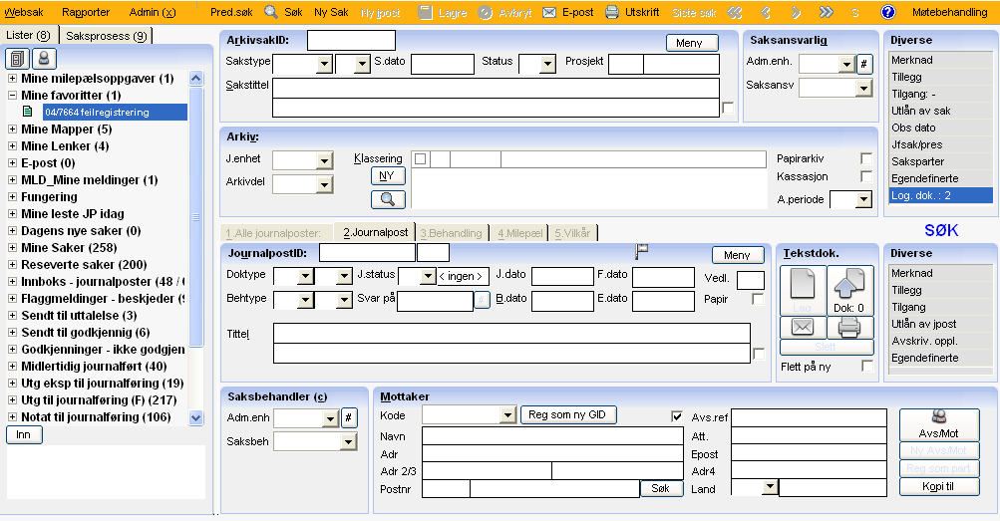 Websak Rapporter Admin (x) Pred.søk Søk Ny Sak Ny jpost Lagre Avbryt E-post Utskrift Siste søk S Møtebehandling
Lister (8) Saksprosess (9)
Mine milepælsoppgaver (1)
Mine favoritter (1)
04/7664 feilregistrering
Mine Mapper (5)
Mine Lenker (4)
E-post (0)
MLD_Mine meldinger (1)
Fungering
Mine leste JP idag
Dagens nye saker (0)
Mine Saker (258)
Reseverte saker (200)
Innboks - journalposter (48 / (
Flaggmeldinger - beskjeder (
Sendt til uttalelse (3)
Sendt til godkjennig (6)
Godkjenninger - ikke godgjen
Midlertidig journalført (40)
Utg eksp til journalføring (19)
Utg til journalføring (F) (217)
Notat til journalføring (106)
Inn
ArkivsakID: Meny
Sakstype S.dato Status Prosjekt
Sakstittel
Saksansvarlig
Adm.enh. #
Saksansv
Diverse
Merknad
Tillegg
Tilgang: -
Utlån av sak
Obs dato
Jfsak/pres
Saksparter
Egendefinerte
Log. dok. : 2
Arkiv:
J.enhet Klassering Papirarkiv
NY Kassasjon
Arkivdel
A.periode
SØK
1.Alle journalposter: 2.Journalpost 3.Behandling 4.Milepæl 5.Vilkår
JournalpostID: Meny
Doktype J.status < ingen > J.dato F.dato Vedl.
Behtype Svar på # B.dato E.dato Papir
Tittel
Tekstdok.
Lag Dok: 0
Slett
Flett på ny
Diverse
Merknad
Tillegg
Tilgang
Utlån av jpost
Avskriv. oppl.
Egendefinerte
Saksbehandler (c)
Adm.enh #
Saksbeh
Mottaker
Kode Reg som ny GID Avs.ref
Navn Att.
Adr Epost
Adr 2/3 Adr4
Postnr Søk Land
Avs/Mot
Ny Avs/Mot
Reg som part
Kopi til